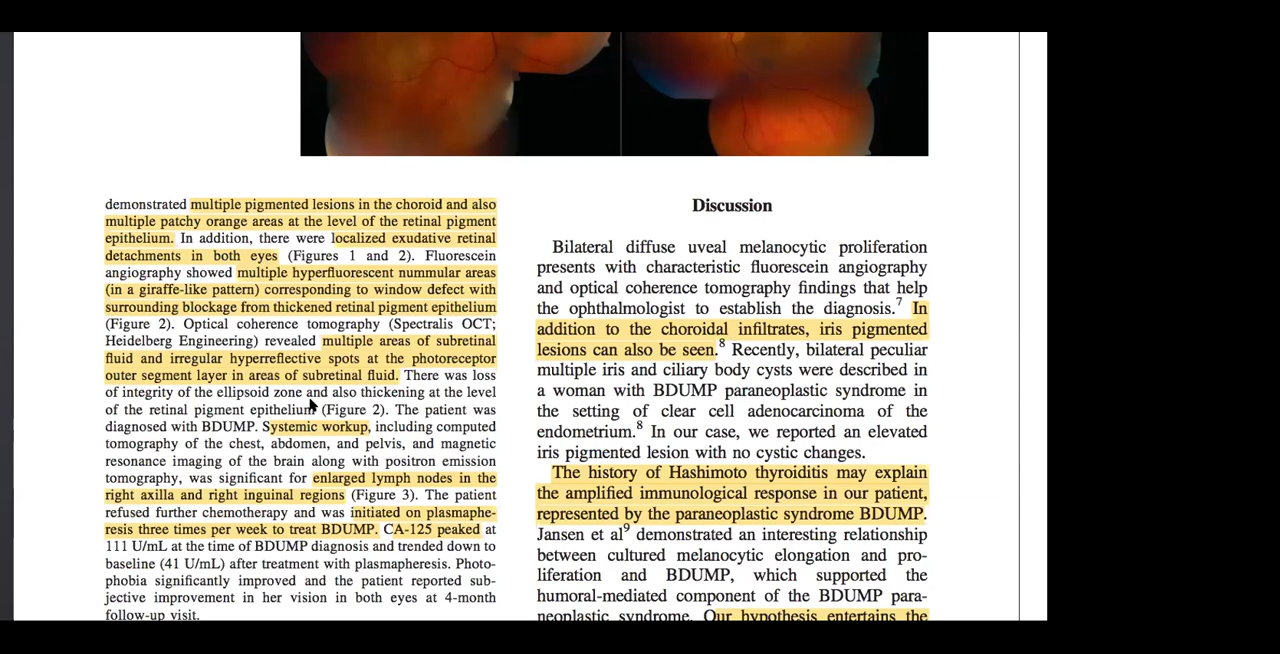 demonstrated multiple pigmented lesions in the choroid and also
multiple patchy orange areas at the level of the retinal pigment
epithelium. In addition, there were localized exudative retinal
detachments in both eyes (Figures 1 and 2). Fluorescein
angiography showed multiple hyperfluorescent nummular areas
(in a giraffe-like pattern) corresponding to window defect with
surrounding blockage from thickened retinal pigment epithelium
(Figure 2). Optical coherence tomography (Spectralis OCT;
Heidelberg Engineering) revealed multiple areas of subretinal
fluid and irregular hyperreflective spots at the photoreceptor
outer segment layer in areas of subretinal fluid. There was loss
of integrity of the ellipsoid zone and also thickening at the level
of the retinal pigment epithelium (Figure 2). The patient was
diagnosed with BDUMP. Systemic workup, including computed
tomography of the chest, abdomen, and pelvis, and magnetic
resonance imaging of the brain along with positron emission
tomography, was significant for enlarged lymph nodes in the
right axilla and right inguinal regions (Figure 3). The patient
refused further chemotherapy and was initiated on plasmaphe-
resis three times per week to treat BDUMP. CA-125 peaked at
111 U/mL at the time of BDUMP diagnosis and trended down to
baseline (41 U/mL) after treatment with plasmapheresis. Photo-
phobia significantly improved and the patient reported sub-
jective improvement in her vision in both eyes at 4-month
follow-up visit.
Discussion
Bilateral diffuse uveal melanocytic proliferation
presents with characteristic fluorescein angiography
and optical coherence tomography findings that help
the ophthalmologist to establish the diagnosis.7 In
addition to the choroidal infiltrates, iris pigmented
lesions can also be seen.8 Recently, bilateral peculiar
multiple iris and ciliary body cysts were described in
a woman with BDUMP paraneoplastic syndrome in
the setting of clear cell adenocarcinoma of the
endometrium.8 In our case, we reported an elevated
iris pigmented lesion with no cystic changes.
The history of Hashimoto thyroiditis may explain
the amplified immunological response in our patient,
represented by the paraneoplastic syndrome BDUMP.
Jansen et al9 demonstrated an interesting relationship
between cultured melanocytic elongation and pro-
liferation and BDUMP, which supported the
humoral-mediated component of the BDUMP para-
neoplastic syndrome. Our hypothesis entertains the